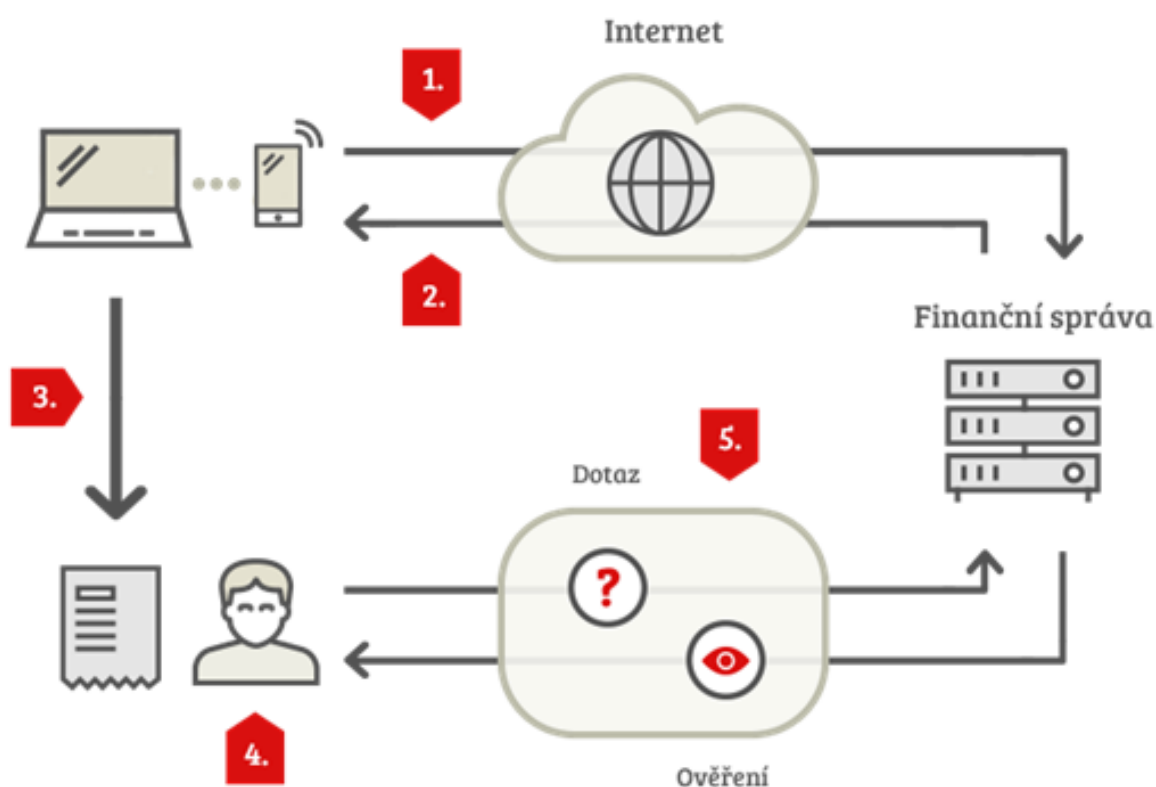 Internet
1.
2.
Finanční správa
3.
5.
Dotaz
?
4.
Ověření